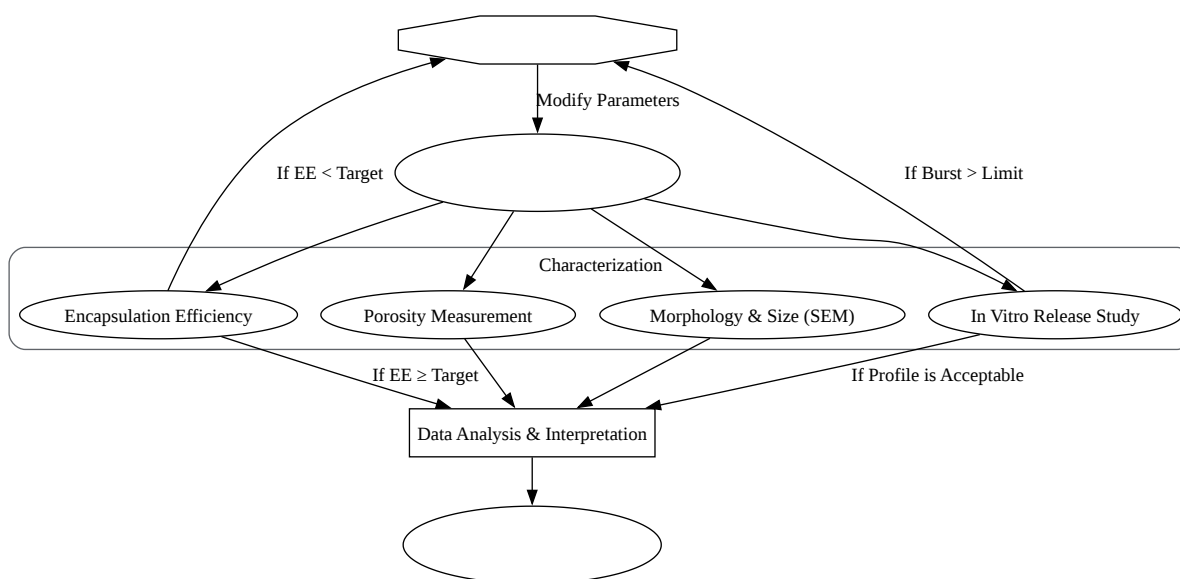 Modify Parameters
If EE < Target
If Burst > Limit
Characterization
Encapsulation Efficiency
Porosity Measurement
Morphology & Size (SEM)
In Vitro Release Study
If EE ≥ Target
If Profile is Acceptable
Data Analysis & Interpretation